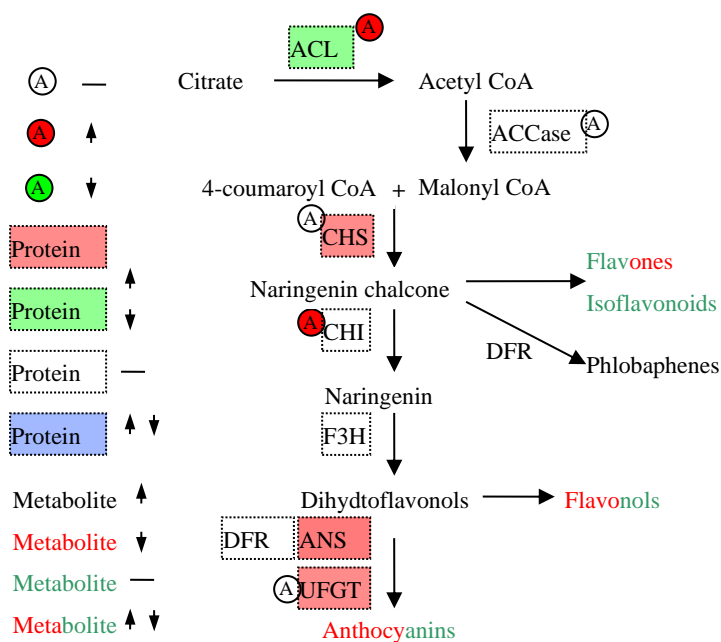 A
ACL
A
Citrate
Acetyl CoA
A
ACCase
A
A
4-coumaroyl CoA + Malonyl CoA
A
CHS
Protein
Flavones
Naringenin chalcone
Isoflavonoids
Protein
A
CHI
DFR
Protein
Phlobaphenes
Naringenin
Protein
F3H
Metabolite
Dihydtoflavonols
Flavonols
Metabolite
DFR
ANS
Metabolite
A
UFGT
Metabolite
Anthocyanins